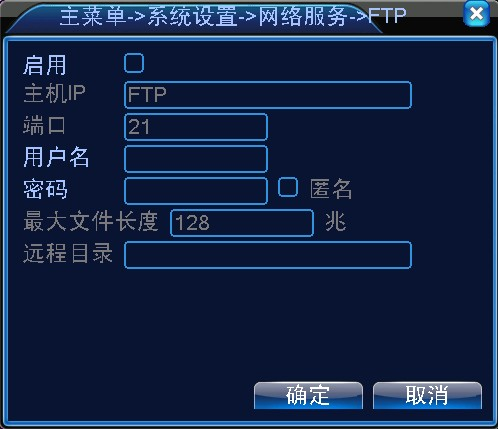 主菜单->系统设置->网络服务->FTP
启用
主机IP FTP
端口 21
用户名
密码 匿名
最大文件长度 128 兆
远程目录
确定 取消